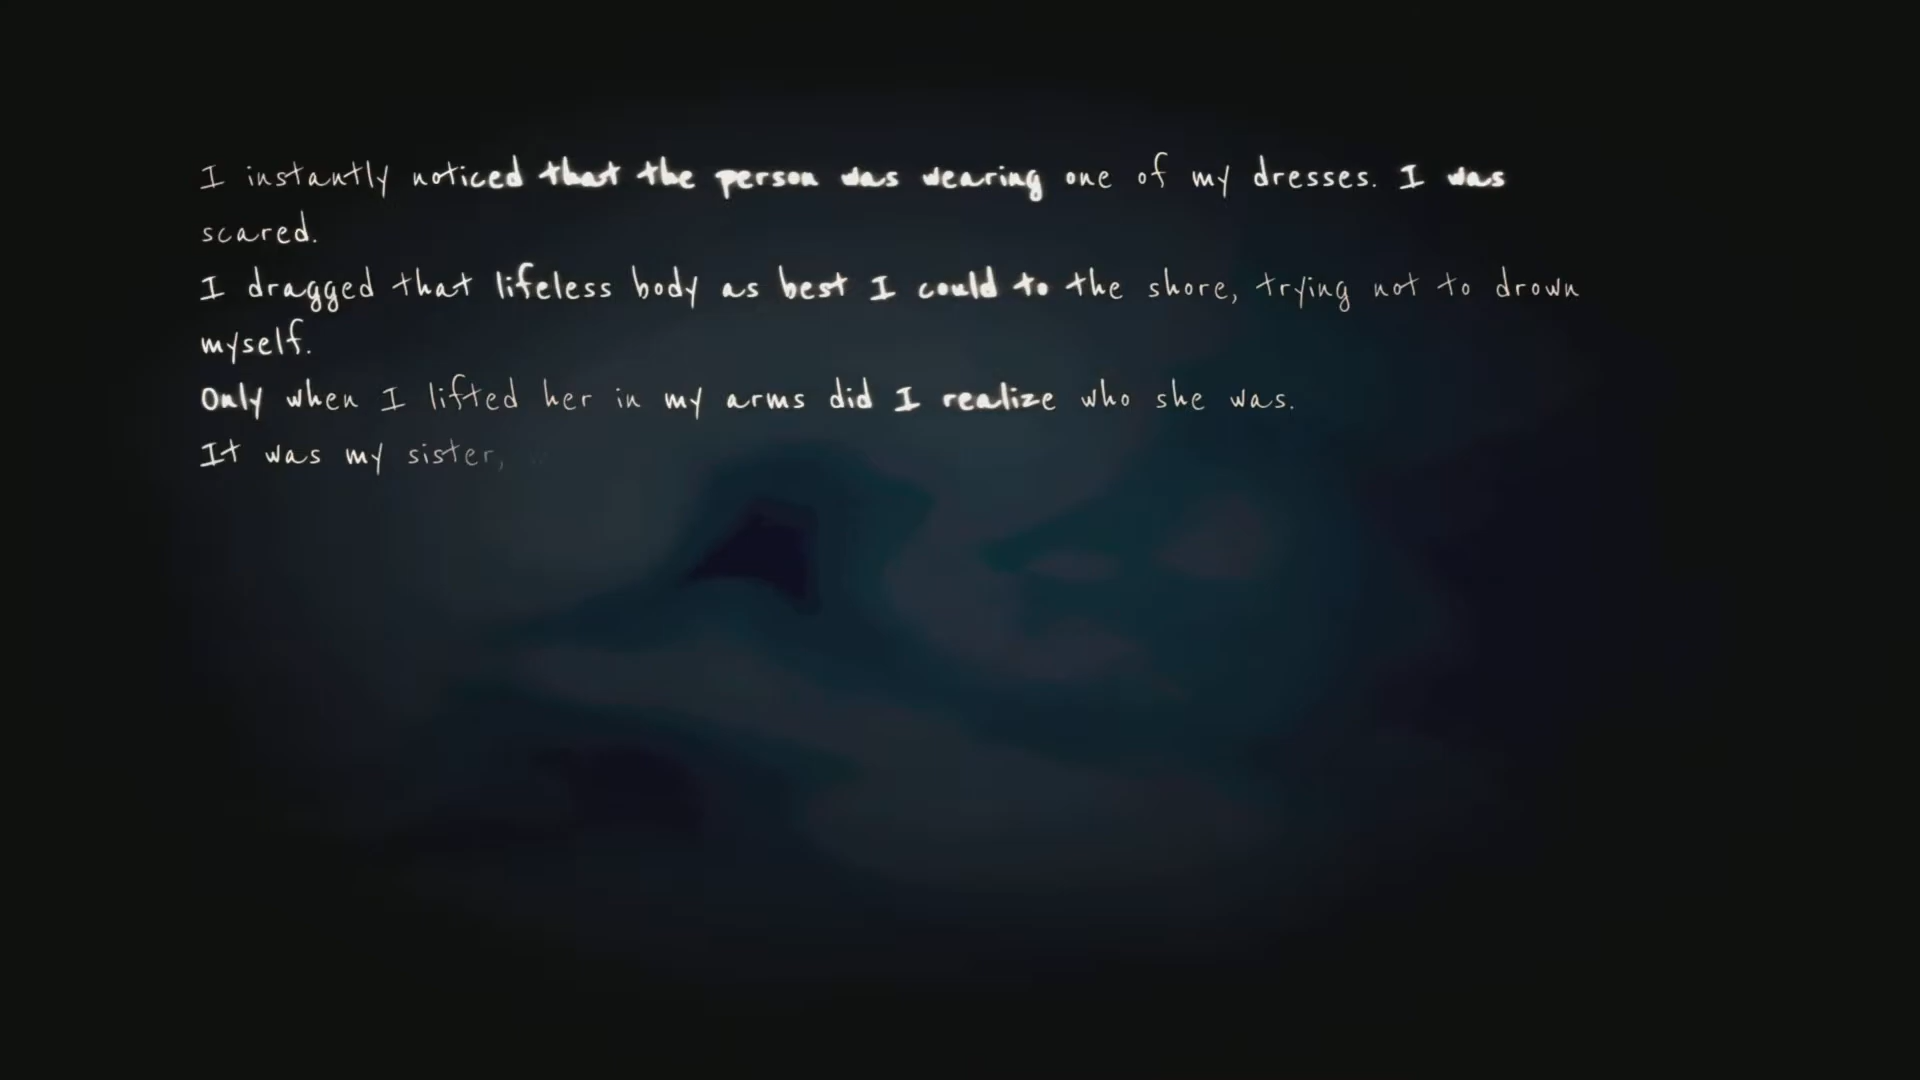 I instantly noticed that the person was wearing one of my dresses. I was
scared.
I dragged that lifeless body as best I could to the shore, trying not to drown
myself.
Only when I lifted her in my arms did I realize who she was.
It was my sister,